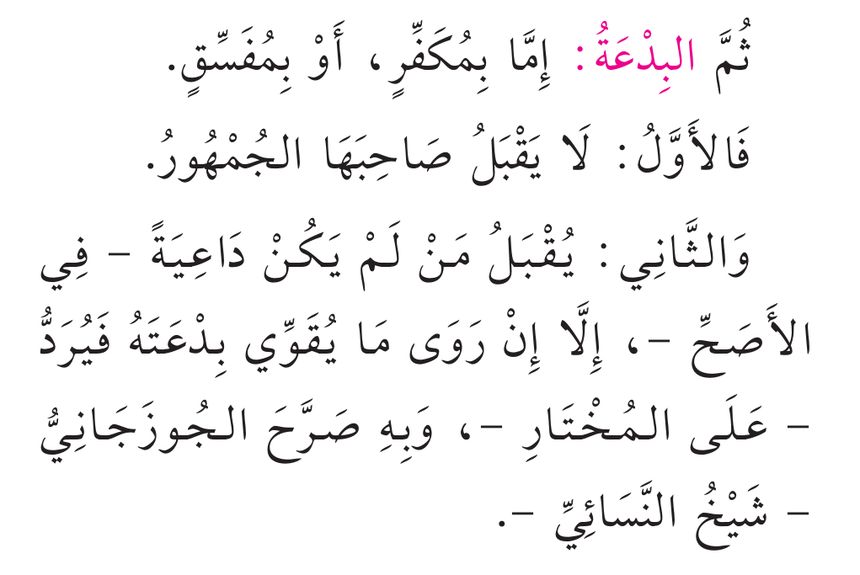 ثُمَّ البِدْعَةُ: إِمَّا بِمُكَفِّرٍ، أَوْ بِمُفَسِّقٍ.
فَالأَوَّلُ: لَا يَقْبَلُ صَاحِبَهَا الجُمْهُورُ.
وَالثَّانِي: يُقْبَلُ مَنْ لَمْ يَكُنْ دَاعِيَةً – فِي
الأَصَحِّ –، إِلَّا إِنْ رَوَى مَا يُقَوِّي بِدْعَتَهُ فَيُرَدُّ
– عَلَى المُخْتَارِ –، وَبِهِ صَرَّحَ الجُوزَجَانِيُّ
– شَيْخُ النَّسَائِيِّ –.